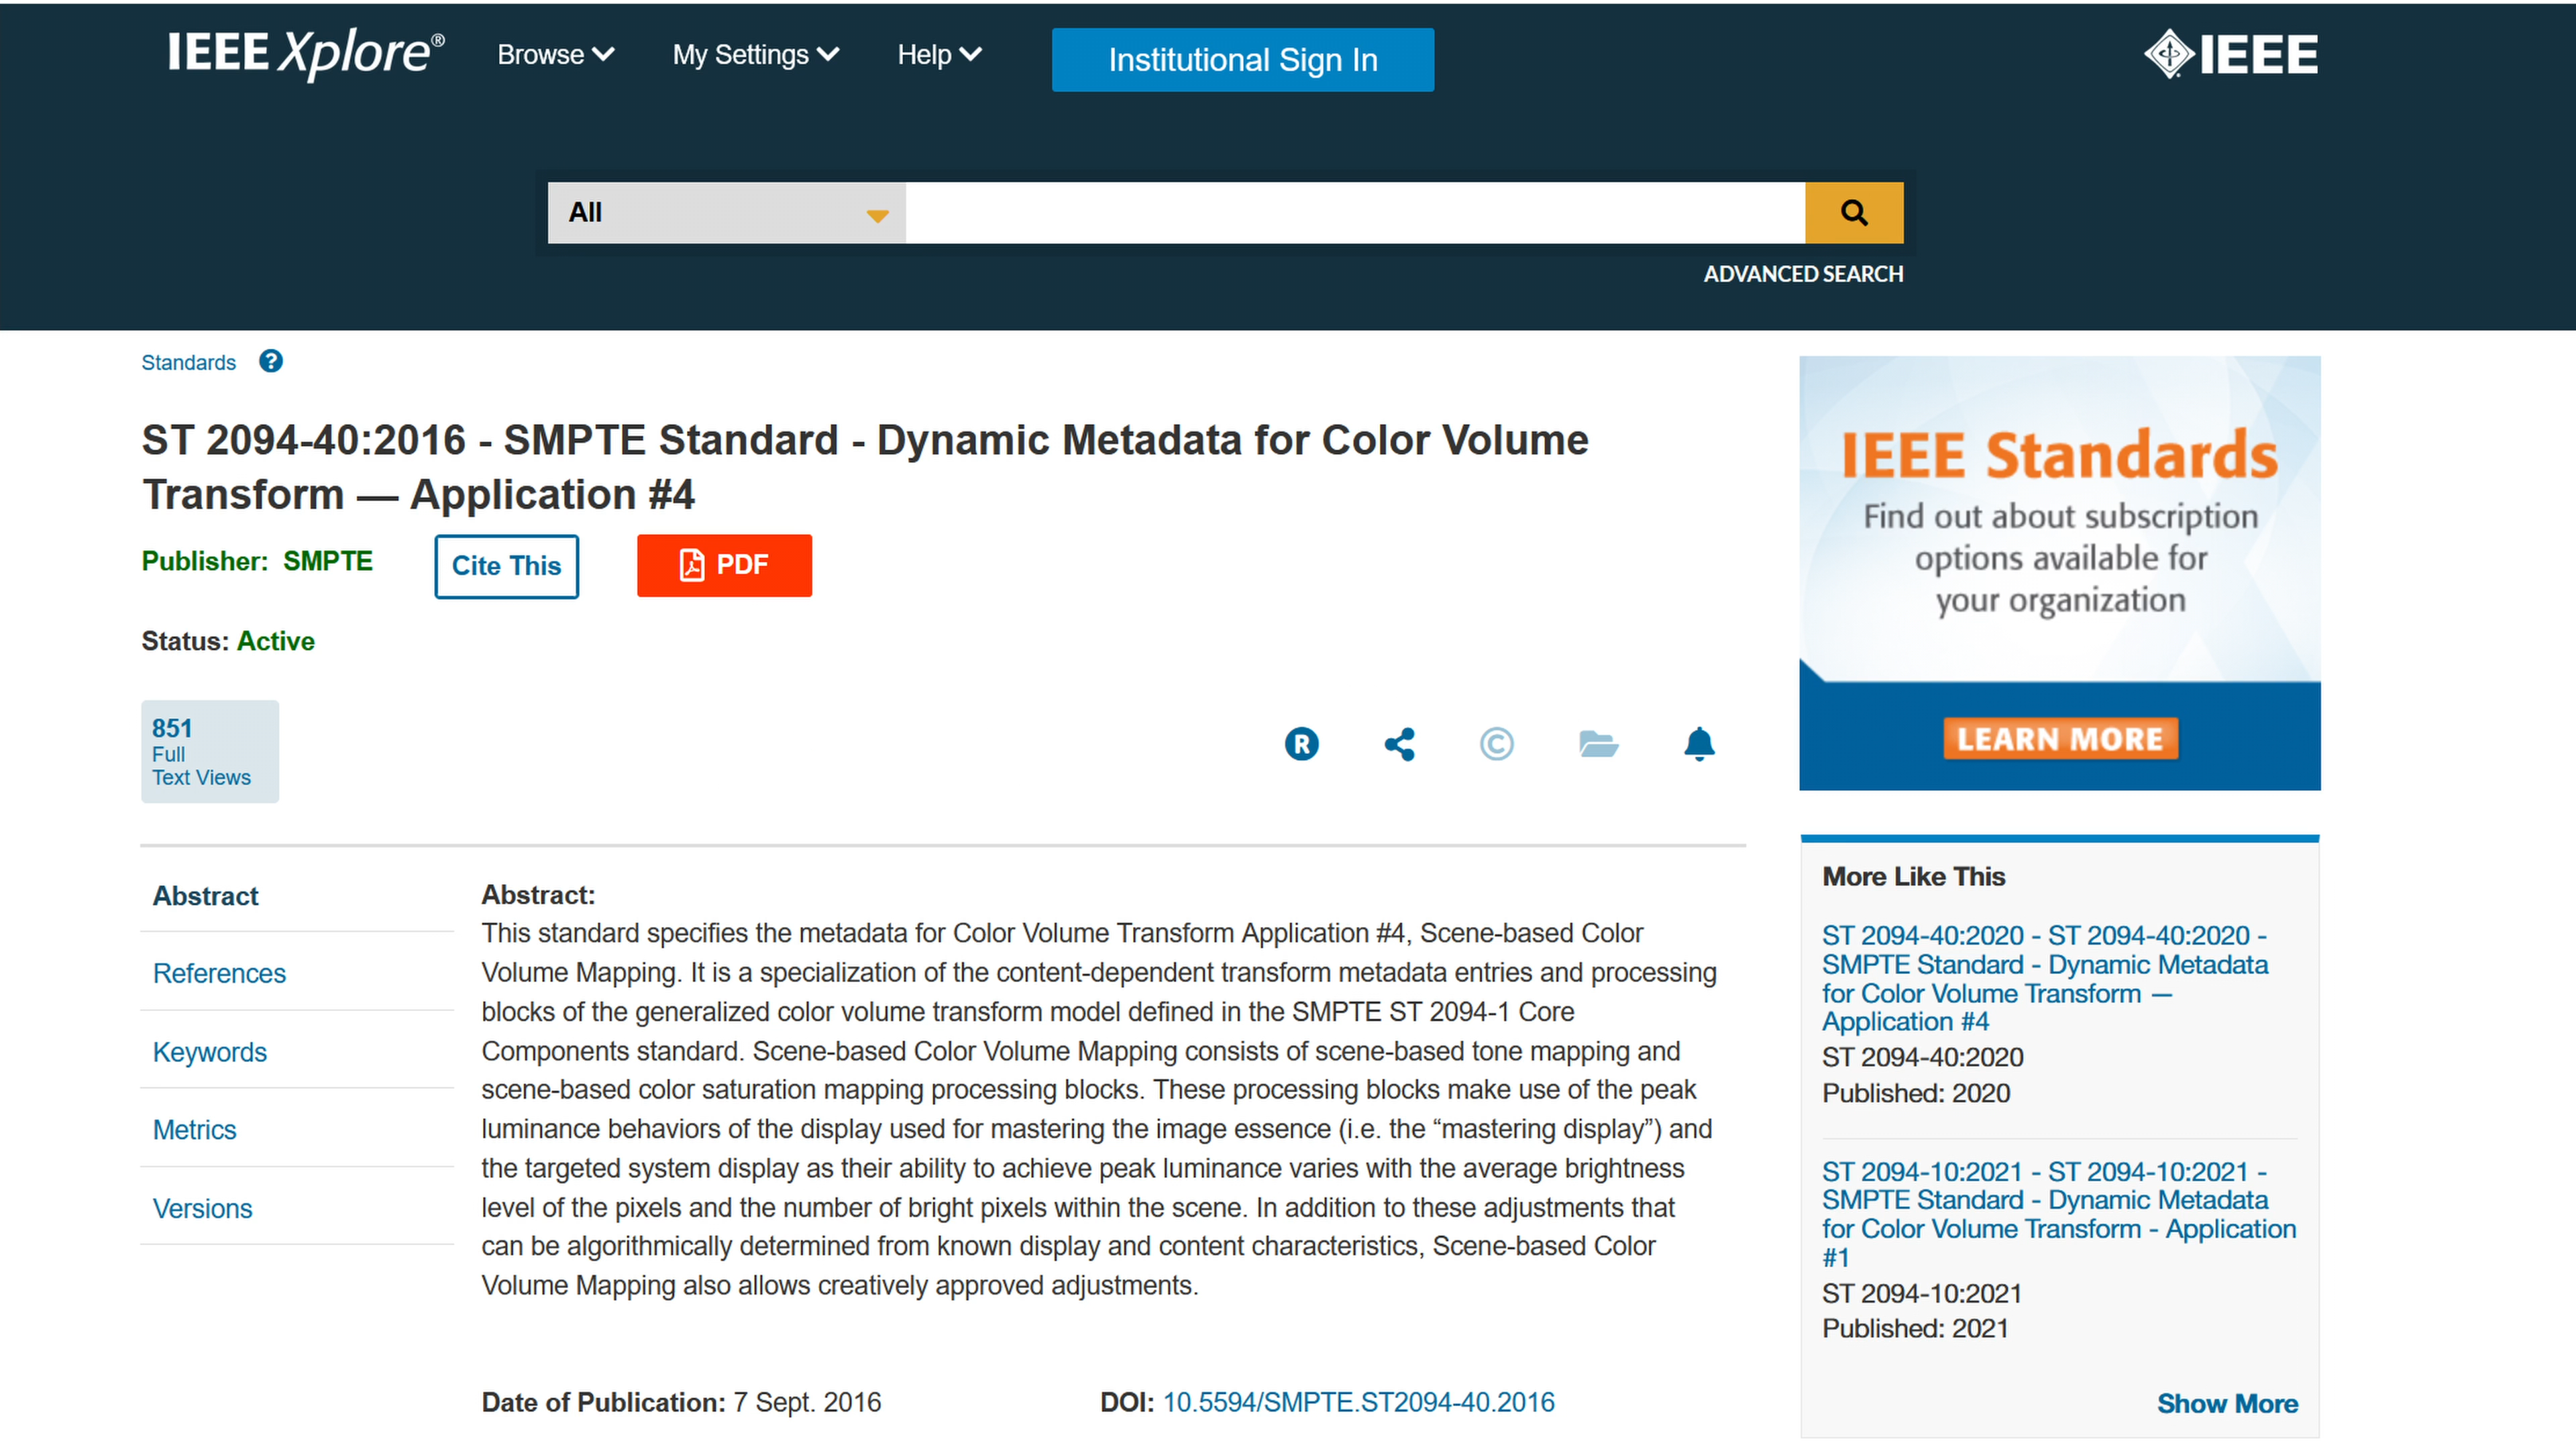 IEEE Xplore®
Browse
My Settings
Help
Institutional Sign In
IEEE
All
ADVANCED SEARCH
Standards ?
ST 2094-40:2016 - SMPTE Standard - Dynamic Metadata for Color Volume
Transform — Application #4
Publisher: SMPTE
Cite This
PDF
Status: Active
851
Full
Text Views
R
©
IEEE Standards
Find out about subscription
options available for
your organization
LEARN MORE
Abstract
References
Keywords
Metrics
Versions
Abstract:
This standard specifies the metadata for Color Volume Transform Application #4, Scene-based Color
Volume Mapping. It is a specialization of the content-dependent transform metadata entries and processing
blocks of the generalized color volume transform model defined in the SMPTE ST 2094-1 Core
Components standard. Scene-based Color Volume Mapping consists of scene-based tone mapping and
scene-based color saturation mapping processing blocks. These processing blocks make use of the peak
luminance behaviors of the display used for mastering the image essence (i.e. the “mastering display”) and
the targeted system display as their ability to achieve peak luminance varies with the average brightness
level of the pixels and the number of bright pixels within the scene. In addition to these adjustments that
can be algorithmically determined from known display and content characteristics, Scene-based Color
Volume Mapping also allows creatively approved adjustments.
Date of Publication: 7 Sept. 2016
DOI: 10.5594/SMPTE.ST2094-40.2016
More Like This
ST 2094-40:2020 - ST 2094-40:2020 -
SMPTE Standard - Dynamic Metadata
for Color Volume Transform —
Application #4
ST 2094-40:2020
Published: 2020
ST 2094-10:2021 - ST 2094-10:2021 -
SMPTE Standard - Dynamic Metadata
for Color Volume Transform - Application
#1
ST 2094-10:2021
Published: 2021
Show More